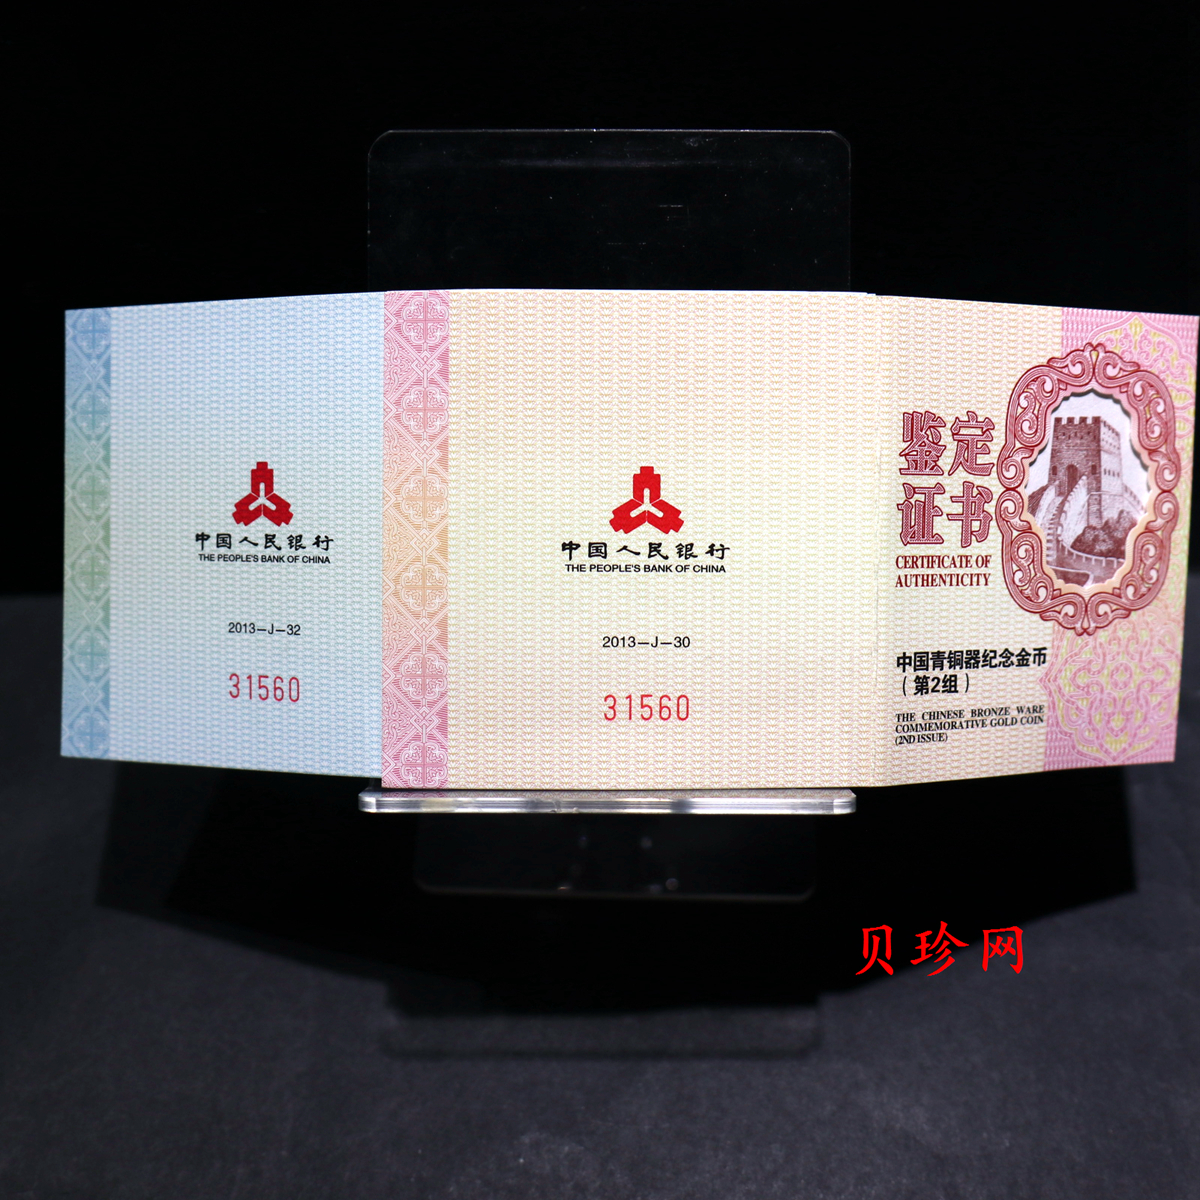 中国人民银行
THE PEOPLE'S BANK OF CHINA
2013-J-32
31560
中国人民银行
THE PEOPLE'S BANK OF CHINA
2013-J-30
31560
鉴定
证书
CERTIFICATE OF
AUTHENTICITY
中国青铜器纪念金币
（第2组）
THE CHINESE BRONZE WARE
COMMEMORATIVE GOLD COIN
(2ND ISSUE)
贝珍网